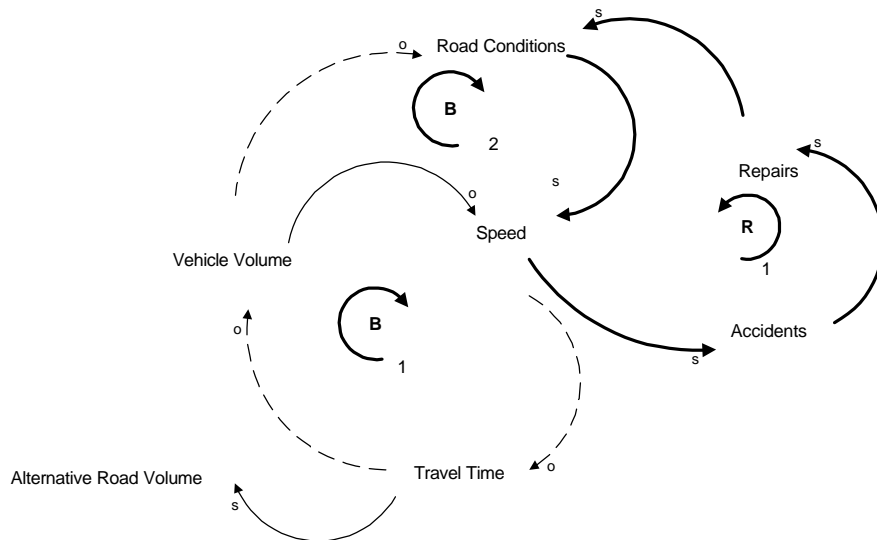 s
o
Road Conditions
B
2
s
Repairs
s
o
Speed
R
1
Vehicle Volume
B
1
o
Accidents
s
o
Travel Time
Alternative Road Volume
s